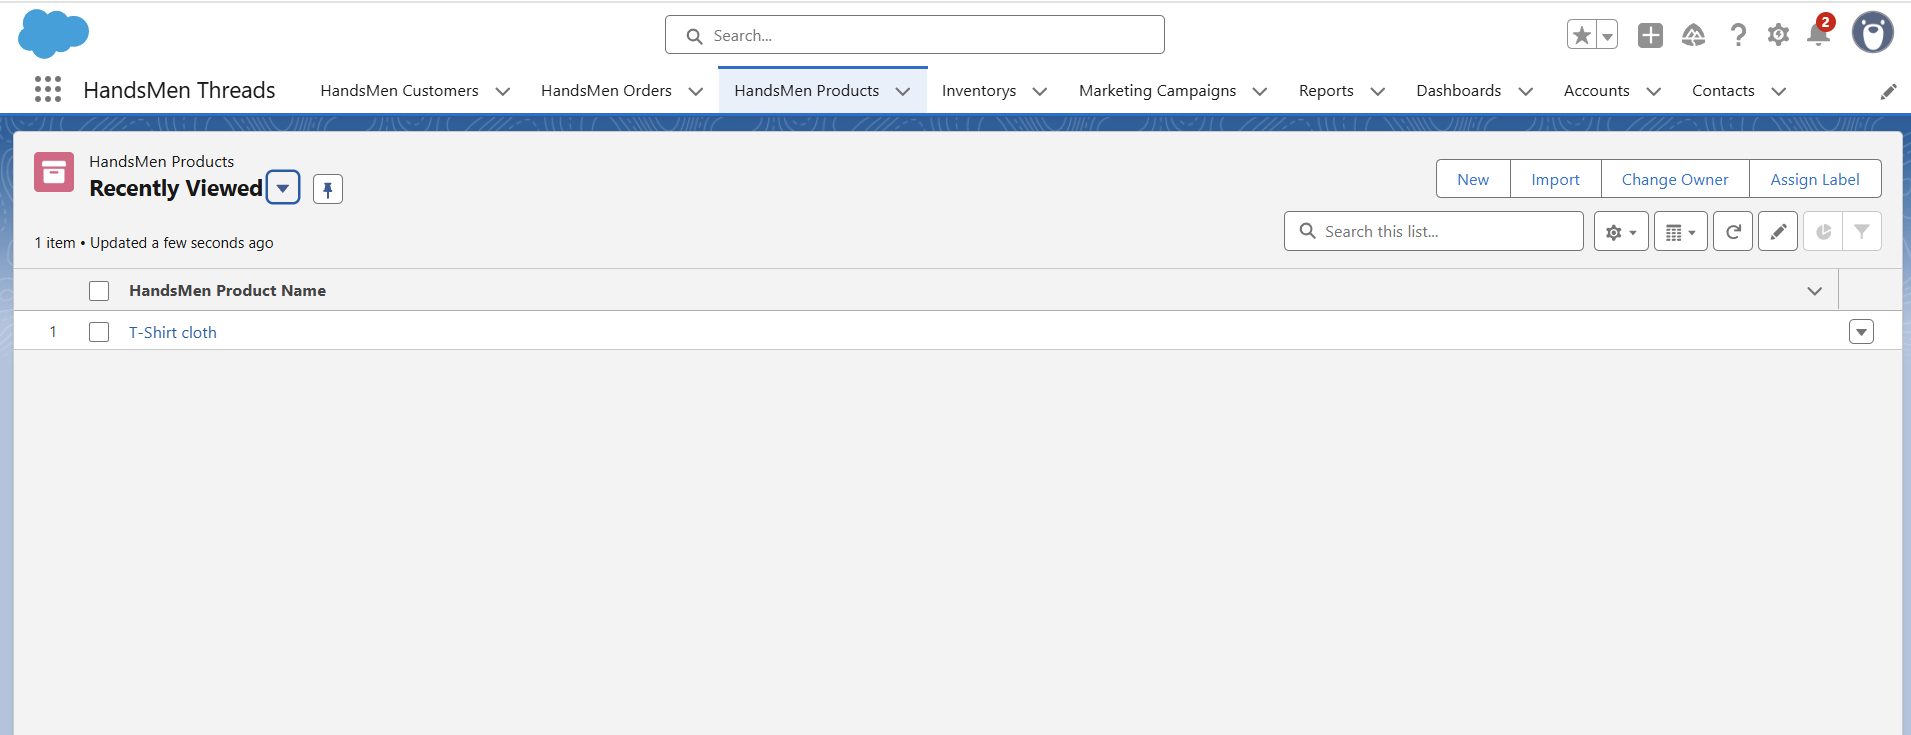 Search...
2
HandsMen Threads
HandsMen Customers
HandsMen Orders
HandsMen Products
Inventorys
Marketing Campaigns
Reports
Dashboards
Accounts
Contacts
HandsMen Products
Recently Viewed
New
Import
Change Owner
Assign Label
1 item • Updated a few seconds ago
Search this list...
HandsMen Product Name
1
T-Shirt cloth